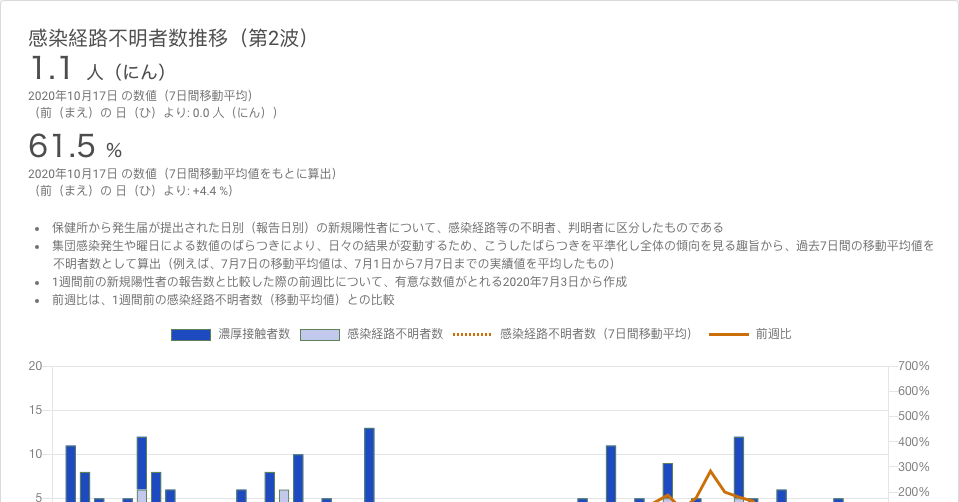 感染経路不明者数推移（第2波）
1.1 人（にん）
2020年10月17日 の数値（7日間移動平均）
（前（まえ）の 日（ひ）より: 0.0 人（にん））
61.5 %
2020年10月17日 の数値（7日間移動平均値をもとに算出）
（前（まえ）の 日（ひ）より: +4.4 %）
• 保健所から発生届が提出された日別（報告日別）の新規陽性者について、感染経路等の不明者、判明者に区分したものである
• 集団感染発生や曜日による数値のばらつきにより、日々の結果が変動するため、こうしたばらつきを平準化し全体の傾向を見る趣旨から、過去7日間の移動平均値を
不明者数として算出（例えば、7月7日の移動平均値は、7月1日から7月7日までの実績値を平均したもの）
• 1週間前の新規陽性者の報告数と比較した際の前週比について、有意な数値がとれる2020年7月3日から作成
• 前週比は、1週間前の感染経路不明者数（移動平均値）との比較
濃厚接触者数 感染経路不明者数 感染経路不明者数（7日間移動平均） 前週比
20 700%
600%
15
500%
10 400%
300%
5 200%